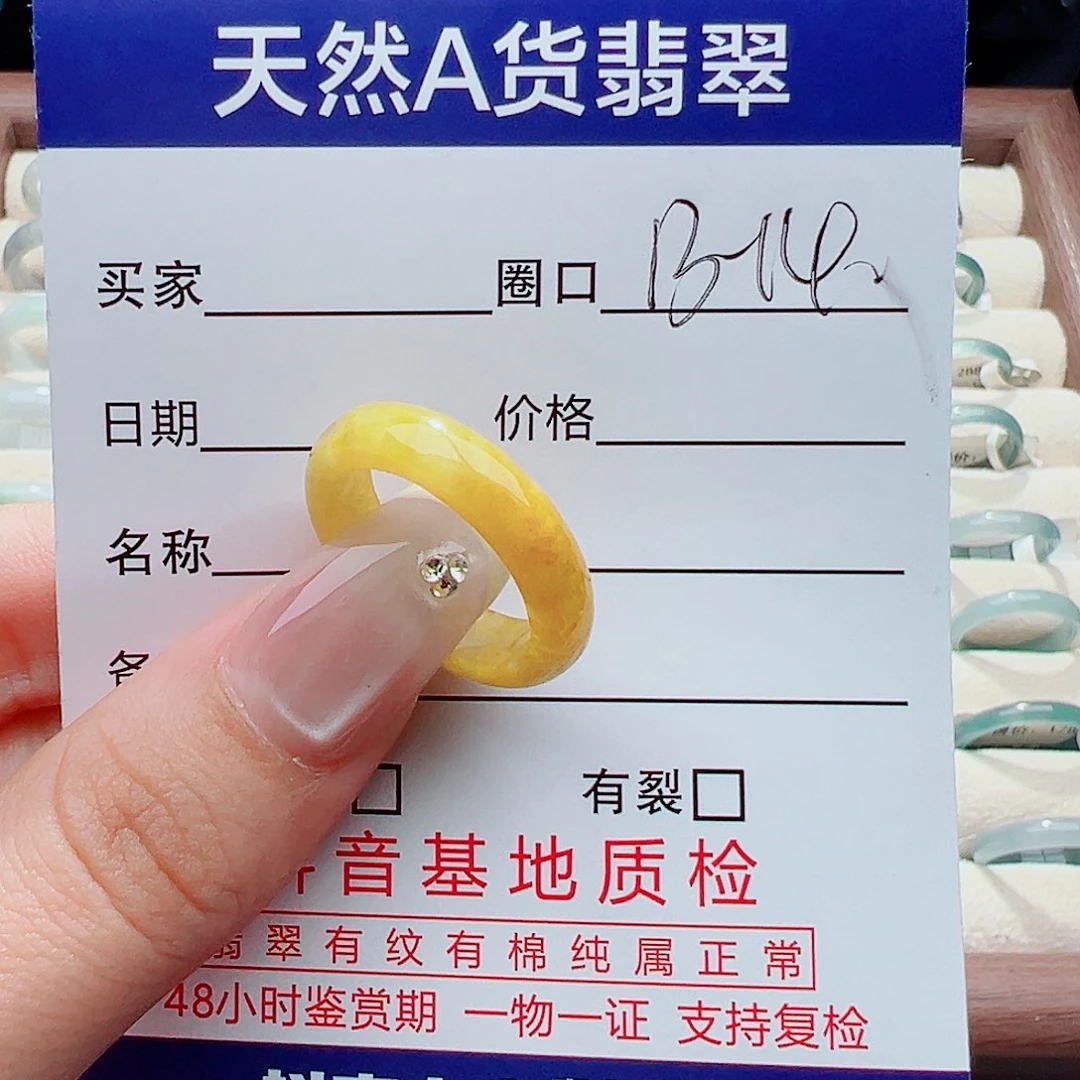 天然A货翡翠
买家 圈口 13-14
日期 价格
名称
有裂
音基地质检
翠有纹有棉纯属正常
48小时鉴赏期 一物一证 支持复检